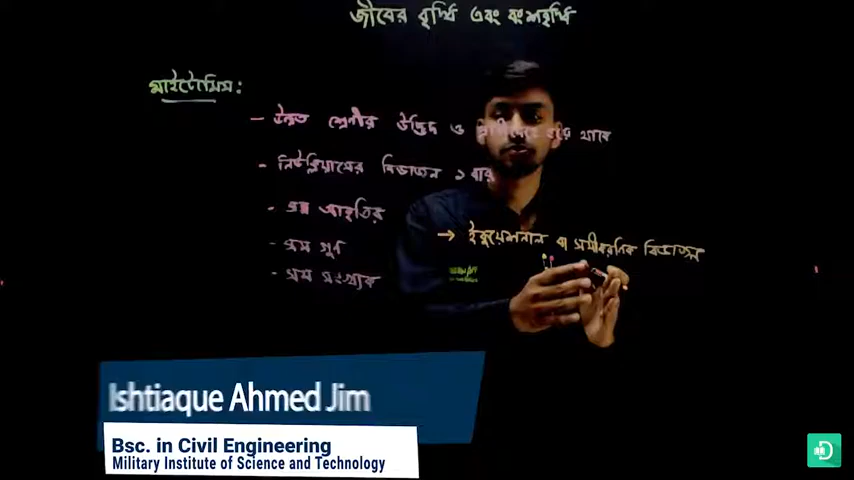 জীবের বৃদ্ধি এবং বংশবৃদ্ধি
মাইটোসিস:
- উন্নত শ্রেণীর উদ্ভিদ ও হয়ে থাকে
- নিউক্লিয়াসের বিভাজন ১ বার
- সম আকৃতির
- সম গুন
- সম সংখ্যক
→ ইকুয়েশনাল বা সমীকরণিক বিভাজন
Ishtiaque Ahmed Jim
Bsc. in Civil Engineering
Military Institute of Science and Technology